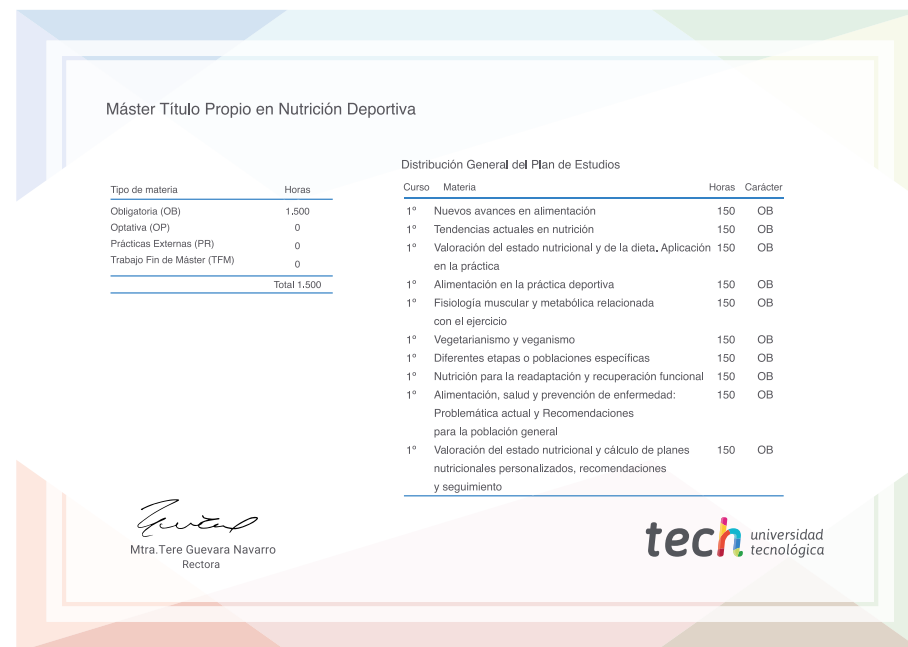 Máster Título Propio en Nutrición Deportiva
Tipo de materia Horas
Obligatoria (OB) 1.500
Optativa (OP) 0
Prácticas Externas (PR) 0
Trabajo Fin de Máster (TFM) 0
Total 1.500
Distribución General del Plan de Estudios
Curso Materia Horas Carácter
1º Nuevos avances en alimentación 150 OB
1º Tendencias actuales en nutrición 150 OB
1º Valoración del estado nutricional y de la dieta. Aplicación 150 OB
en la práctica
1º Alimentación en la práctica deportiva 150 OB
1º Fisiología muscular y metabólica relacionada 150 OB
con el ejercicio
1º Vegetarianismo y veganismo 150 OB
1º Diferentes etapas o poblaciones específicas 150 OB
1º Nutrición para la readaptación y recuperación funcional 150 OB
1º Alimentación, salud y prevención de enfermedad: 150 OB
Problemática actual y Recomendaciones
para la población general
1º Valoración del estado nutricional y cálculo de planes 150 OB
nutricionales personalizados, recomendaciones
y seguimiento
Mtra.Tere Guevara Navarro
Rectora
tech universidad
tecnológica